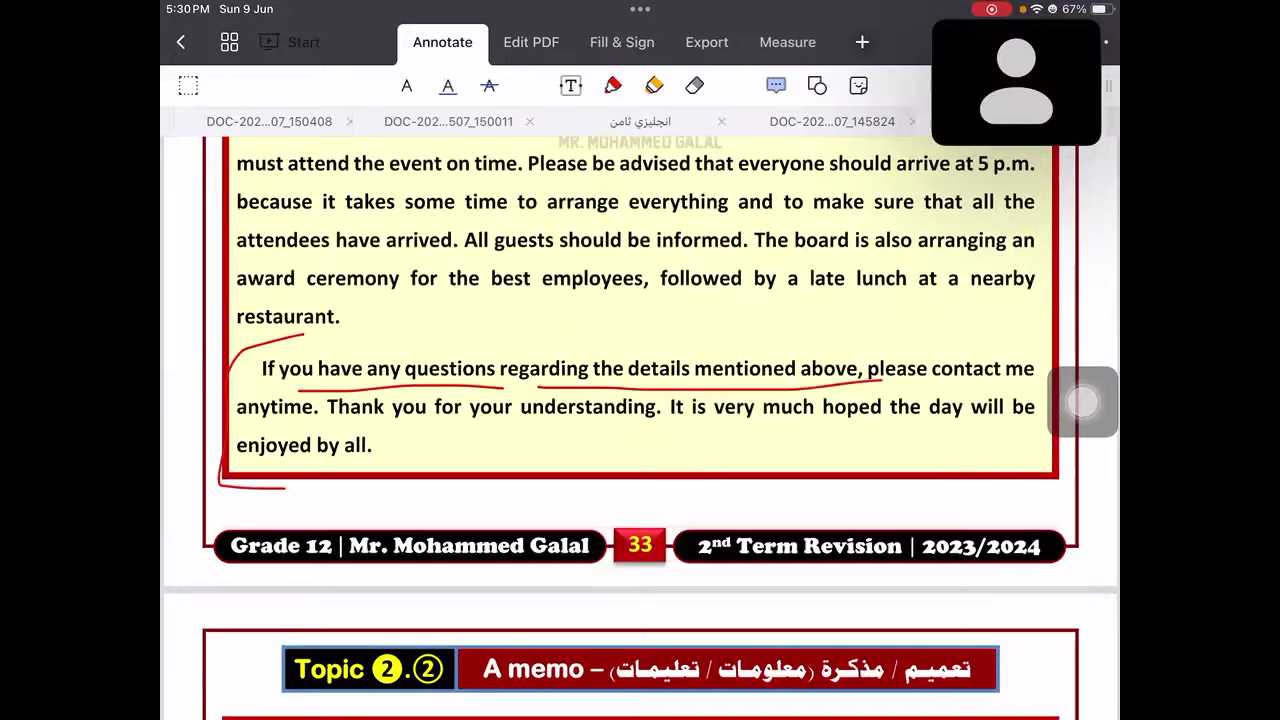 5:30 PM Sun 9 Jun
67%
Start
Annotate
Edit PDF
Fill & Sign
Export
Measure
DOC-202...07_150408
DOC-202...507_150011
انجليزي ثامن
DOC-202...07_145824
MR. MOHAMMED GALAL
must attend the event on time. Please be advised that everyone should arrive at 5 p.m.
because it takes some time to arrange everything and to make sure that all the
attendees have arrived. All guests should be informed. The board is also arranging an
award ceremony for the best employees, followed by a late lunch at a nearby
restaurant.
If you have any questions regarding the details mentioned above, please contact me
anytime. Thank you for your understanding. It is very much hoped the day will be
enjoyed by all.
Grade 12 | Mr. Mohammed Galal
33
2nd Term Revision | 2023/2024
Topic ❷.②
A memo – تعميم / مذكرة (معلومات / تعليمات)